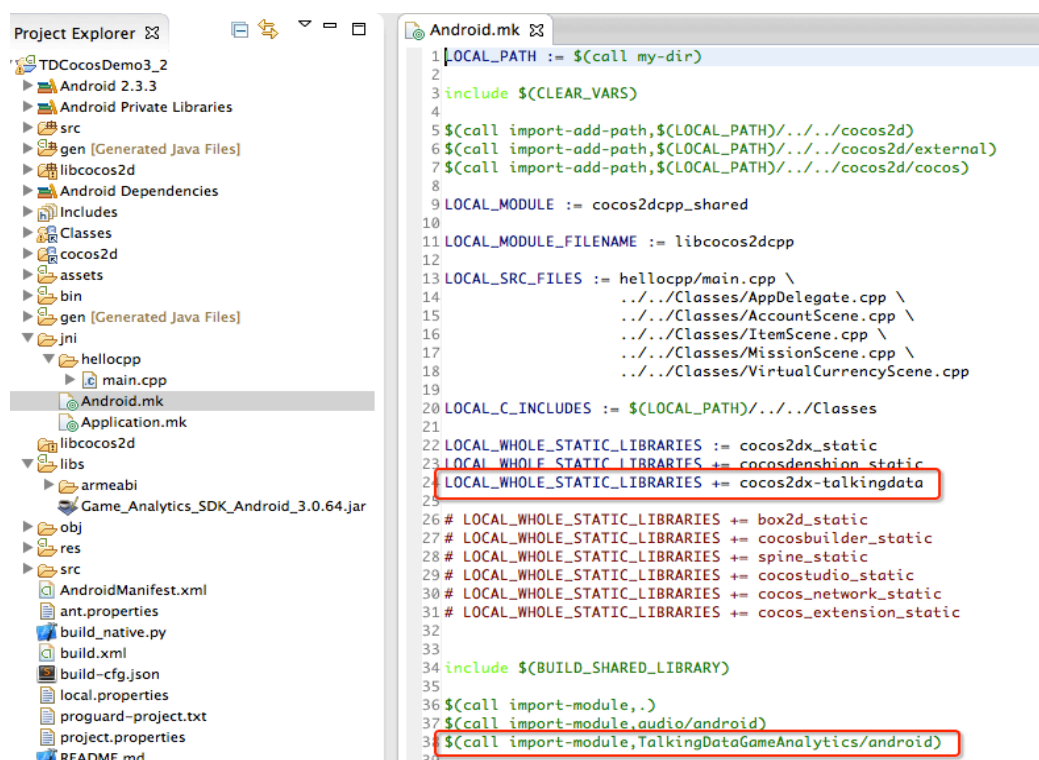 Project Explorer
TDCocosDemo3_2
Android 2.3.3
Android Private Libraries
src
gen [Generated Java Files]
libcocos2d
Android Dependencies
Includes
Classes
cocos2d
assets
bin
gen [Generated Java Files]
jni
hellocpp
main.cpp
Android.mk
Application.mk
libcocos2d
libs
armeabi
Game_Analytics_SDK_Android_3.0.64.jar
obj
res
src
AndroidManifest.xml
ant.properties
build_native.py
build.xml
build-cfg.json
local.properties
proguard-project.txt
project.properties
README.md
Android.mk
1 LOCAL_PATH := $(call my-dir)
2
3 include $(CLEAR_VARS)
4
5 $(call import-add-path,$(LOCAL_PATH)/../../cocos2d)
6 $(call import-add-path,$(LOCAL_PATH)/../../cocos2d/external)
7 $(call import-add-path,$(LOCAL_PATH)/../../cocos2d/cocos)
8
9 LOCAL_MODULE := cocos2dcpp_shared
10
11 LOCAL_MODULE_FILENAME := libcocos2dcpp
12
13 LOCAL_SRC_FILES := hellocpp/main.cpp \
14 ../../Classes/AppDelegate.cpp \
15 ../../Classes/AccountScene.cpp \
16 ../../Classes/ItemScene.cpp \
17 ../../Classes/MissionScene.cpp \
18 ../../Classes/VirtualCurrencyScene.cpp
19
20 LOCAL_C_INCLUDES := $(LOCAL_PATH)/../../Classes
21
22 LOCAL_WHOLE_STATIC_LIBRARIES := cocos2dx_static
23 LOCAL_WHOLE_STATIC_LIBRARIES += cocosdenshion_static
24 LOCAL_WHOLE_STATIC_LIBRARIES += cocos2dx-talkingdata
25
26 # LOCAL_WHOLE_STATIC_LIBRARIES += box2d_static
27 # LOCAL_WHOLE_STATIC_LIBRARIES += cocosbuilder_static
28 # LOCAL_WHOLE_STATIC_LIBRARIES += spine_static
29 # LOCAL_WHOLE_STATIC_LIBRARIES += cocostudio_static
30 # LOCAL_WHOLE_STATIC_LIBRARIES += cocos_network_static
31 # LOCAL_WHOLE_STATIC_LIBRARIES += cocos_extension_static
32
33
34 include $(BUILD_SHARED_LIBRARY)
35
36 $(call import-module,.)
37 $(call import-module,audio/android)
38 $(call import-module,TalkingDataGameAnalytics/android)
39